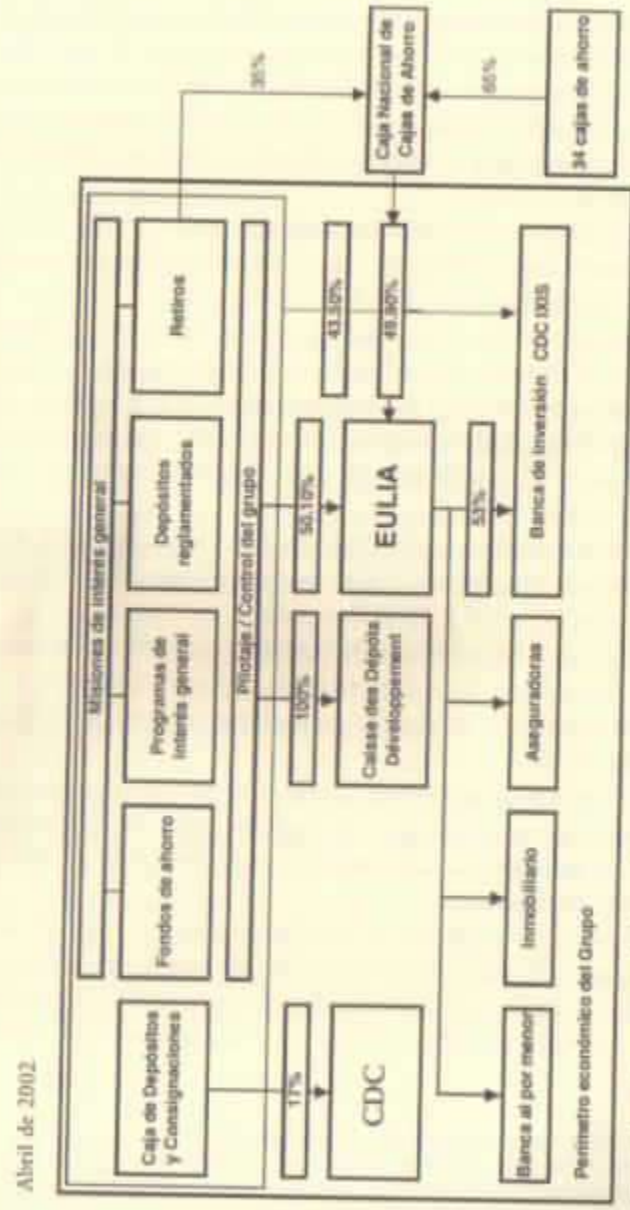 Abril de 2002
Caja de Depósitos
y Consignaciones
Misiones de interés general
Fondos de ahorro
Programas de
interés general
Depósitos
reglamentados
Retiros
Pilotaje / Control del grupo
35%
17%
100%
50.10%
43.50%
49.90%
Caja Nacional de
Cajas de Ahorro
CDC
Caisse des Dépôts
Développement
EULIA
65%
53%
Banca al por menor
Inmobiliario
Aseguradoras
Banca de Inversión CDC IXIS
34 cajas de ahorro
Perímetro económico del Grupo